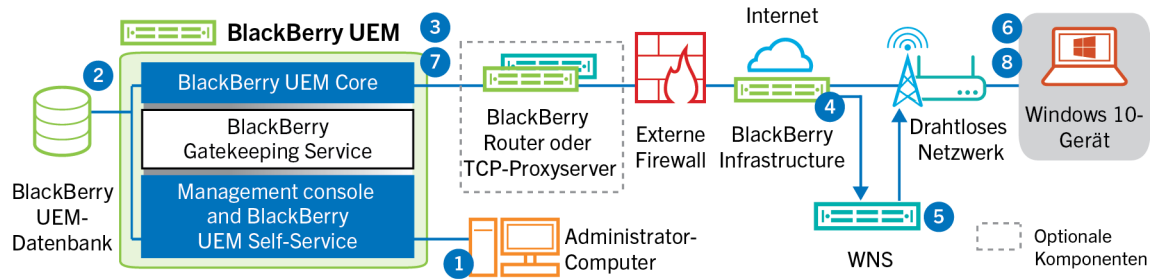 BlackBerry UEM
3
Internet
6
2
7
8
BlackBerry UEM Core
4
BlackBerry
Gatekeeping Service
BlackBerry
Router oder
TCP-Proxyserver
Externe
Firewall
BlackBerry
Infrastructure
Drahtloses
Netzwerk
Windows 10-
Gerät
BlackBerry
UEM-
Datenbank
Management console
and BlackBerry
UEM Self-Service
5
1
Administrator-
Computer
WNS
Optionale
Komponenten